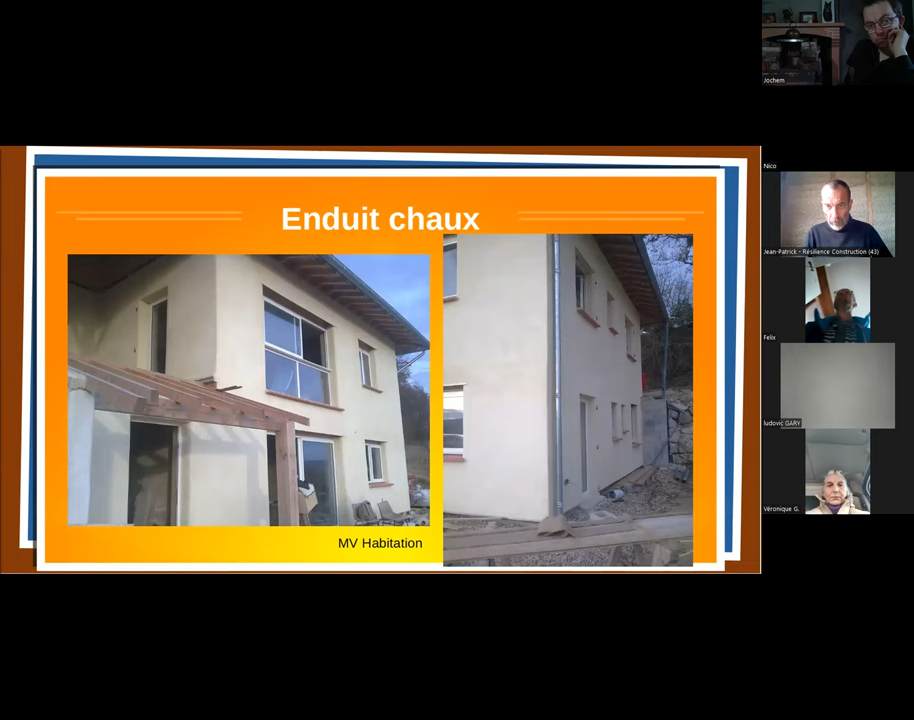 Enduit chaux
MV Habitation
Jochem
Nico
Jean-Patrick - Résilience Construction (43)
Felix
ludovic GARY
Véronique G.